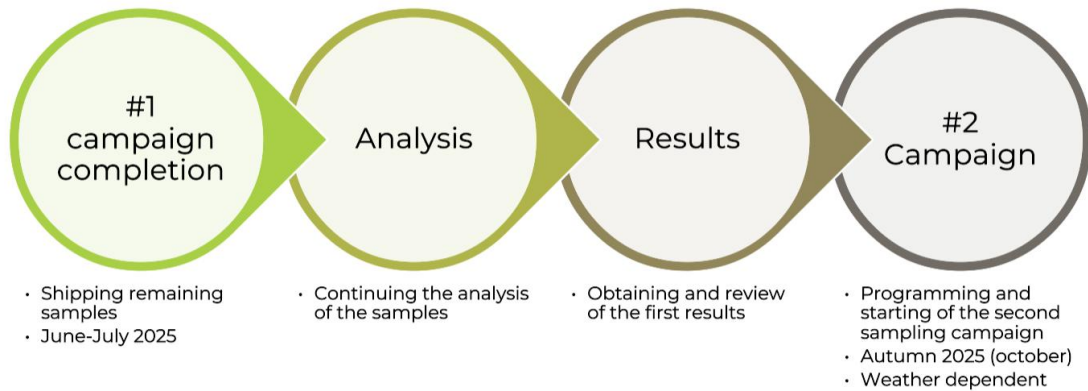 #1
campaign
completion
Analysis
Results
#2
Campaign
• Shipping remaining
samples
• June-July 2025
• Continuing the analysis
of the samples
• Obtaining and review
of the first results
• Programming and
starting of the second
sampling campaign
• Autumn 2025 (october)
• Weather dependent